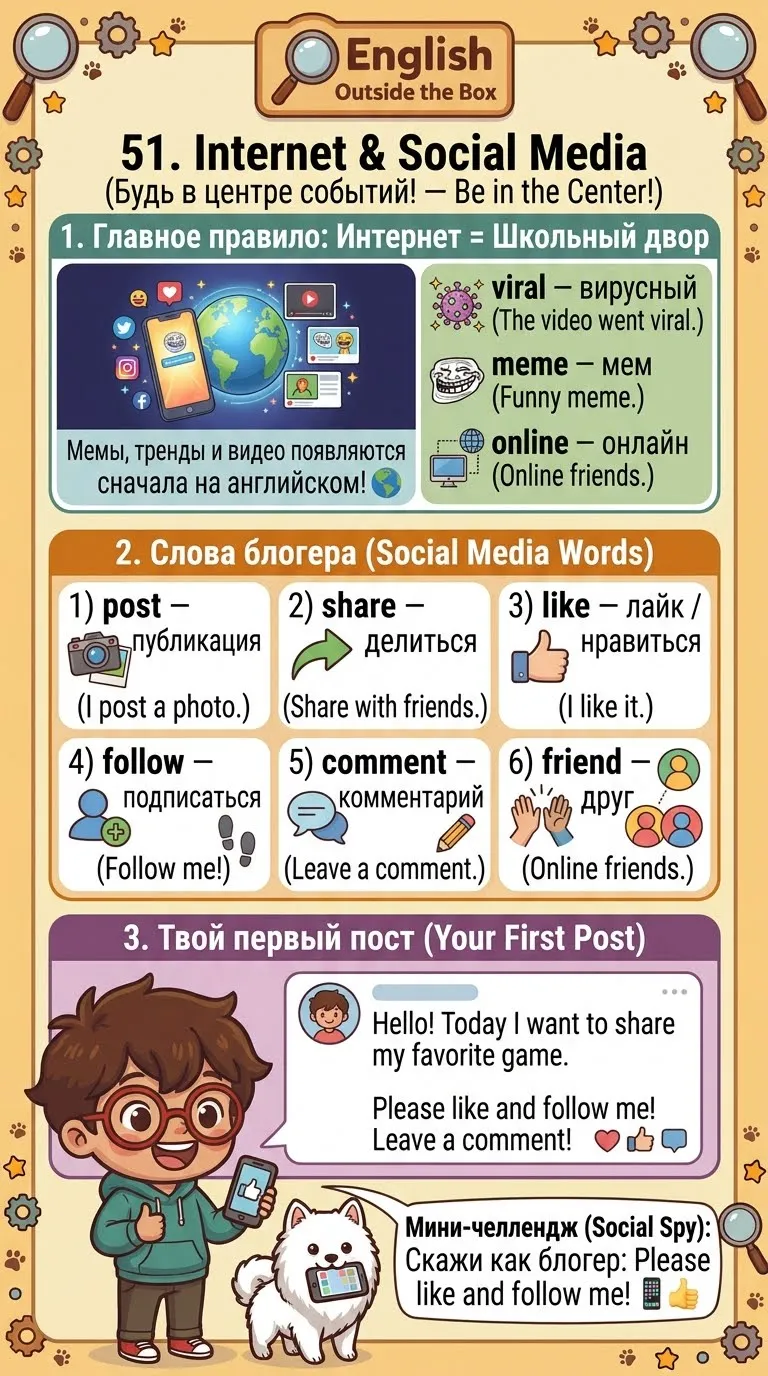 English
Outside the Box
51. Internet & Social Media
(Будь в центре событий! — Be in the Center!)
1. Главное правило: Интернет = Школьный двор
Мемы, тренды и видео появляются
сначала на английском!
viral — вирусный
(The video went viral.)
meme — мем
(Funny meme.)
online — онлайн
(Online friends.)
2. Слова блогера (Social Media Words)
1) post —
публикация
(I post a photo.)
2) share —
делиться
(Share with friends.)
3) like — лайк /
нравиться
(I like it.)
4) follow —
подписаться
(Follow me!)
5) comment —
комментарий
(Leave a comment.)
6) friend —
друг
(Online friends.)
3. Твой первый пост (Your First Post)
Hello! Today I want to share
my favorite game.
Please like and follow me!
Leave a comment!
Мини-челлендж (Social Spy):
Скажи как блогер: Please
like and follow me!